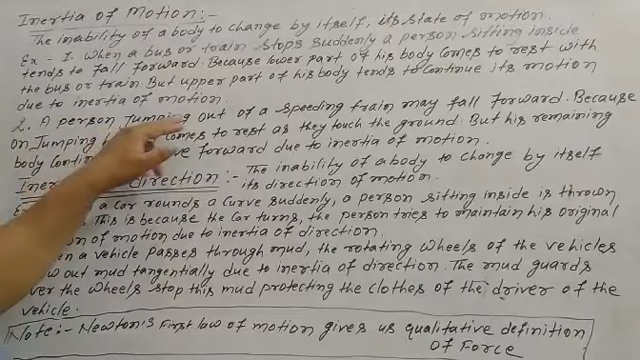 Inertia of Motion:-
The inability of a body to change by itself, its state of motion.
Ex - 1. When a bus or train stops suddenly a person sitting inside
tends to fall forward. Because lower part of his body comes to rest with
the bus or train. But upper part of his body tends to continue its motion
due to inertia of motion.
2. A person Jumping out of a speeding train may fall forward. Because
on Jumping comes to rest as they touch the ground. But his remaining
body forward due to inertia of motion.
direction :- The inability of a body to change by itself
its direction of motion.
a car rounds a curve suddenly, a person sitting inside is thrown
This is because the car turns, the person tries to maintain his original
of motion due to inertia of direction.
a vehicle passes through mud, the rotating wheels of the vehicles
out mud tangentially due to inertia of direction. The mud guards
the wheels stop this mud protecting the clothes of the driver of the
vehicle.
Note:- Newton's First law of motion gives us qualitative definition
of Force